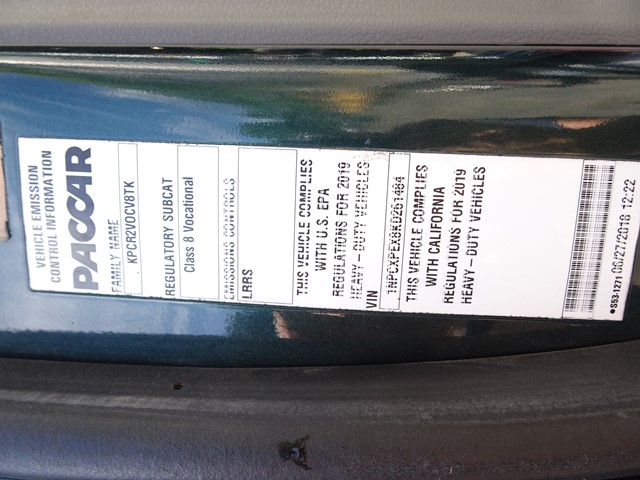 VEHICLE EMISSION
CONTROL INFORMATION
PACCAR
FAMILY NAME
KPCR2VOCV8TK
REGULATORY SUBCAT
Class 8 Vocational
EMISSIONS CONTROLS
LRRS
THIS VEHICLE COMPLIES
WITH U.S. EPA
REGULATIONS FOR 2019
HEAVY-DUTY VEHICLES
VIN
1NPCXPEX8KD261484
THIS VEHICLE COMPLIES
WITH CALIFORNIA
REGULATIONS FOR 2019
HEAVY-DUTY VEHICLES
●S53-1271 08/27/2018 12:22